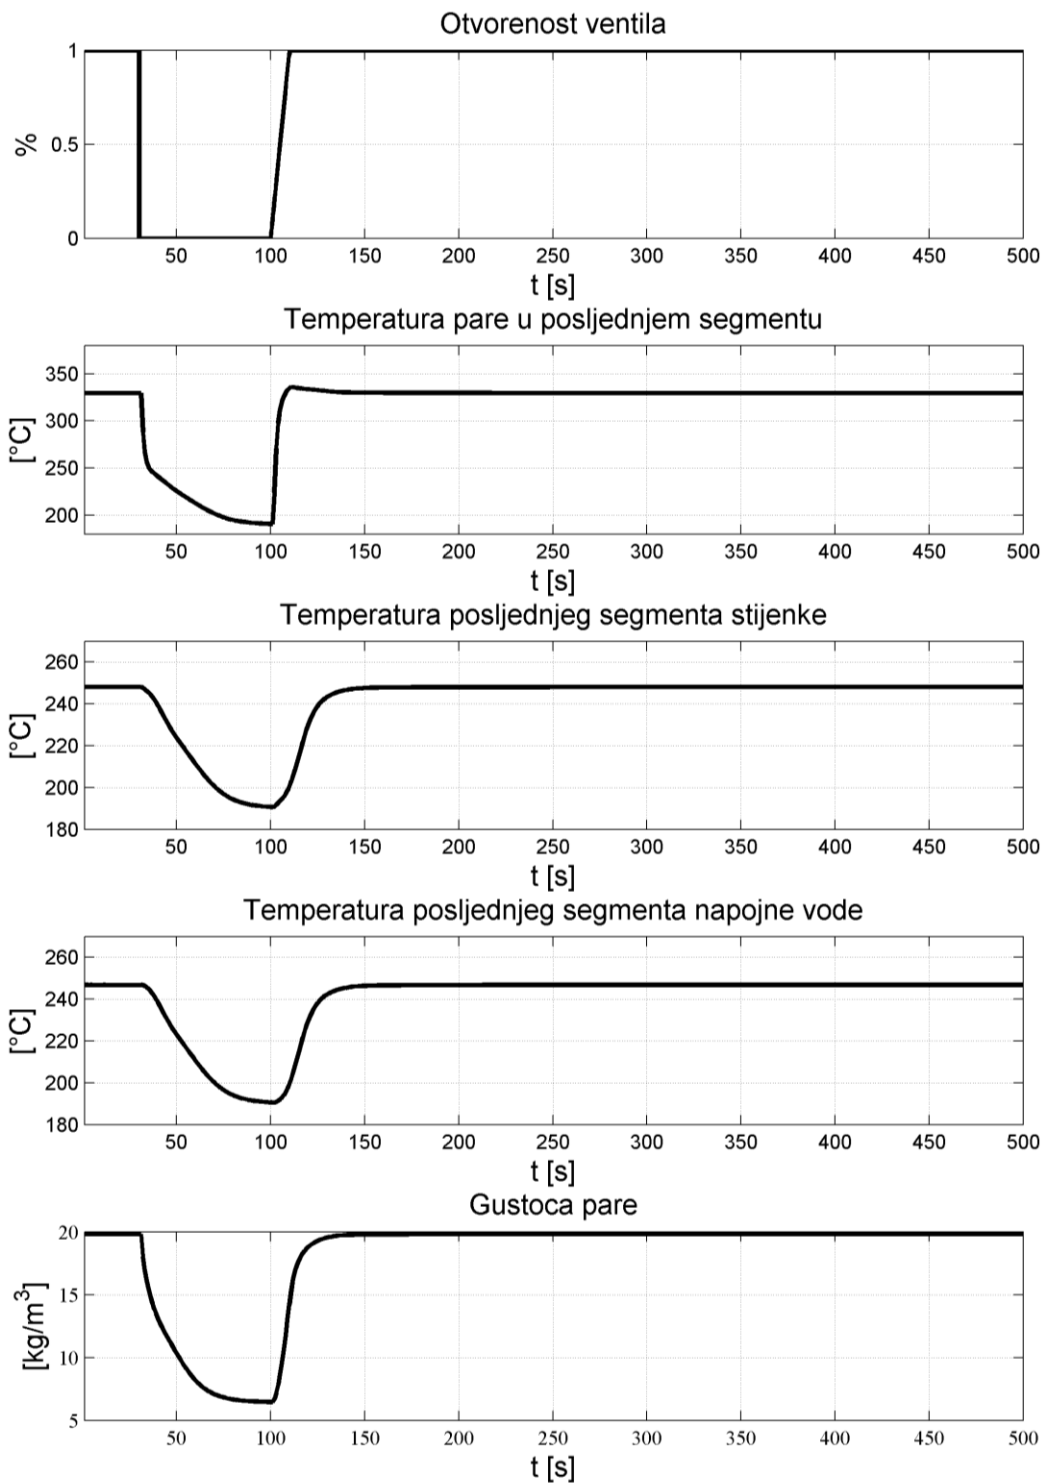 Otvorenost ventila
1
0.5
0
%
50 100 150 200 250 300 350 400 450 500
t [s]
Temperatura pare u posljednjem segmentu
350
300
250
200
[°C]
50 100 150 200 250 300 350 400 450 500
t [s]
Temperatura posljednjeg segmenta stijenke
260
240
220
200
180
[°C]
50 100 150 200 250 300 350 400 450 500
t [s]
Temperatura posljednjeg segmenta napojne vode
260
240
220
200
180
[°C]
50 100 150 200 250 300 350 400 450 500
t [s]
Gustoca pare
20
15
10
5
[kg/m³]
50 100 150 200 250 300 350 400 450 500
t [s]